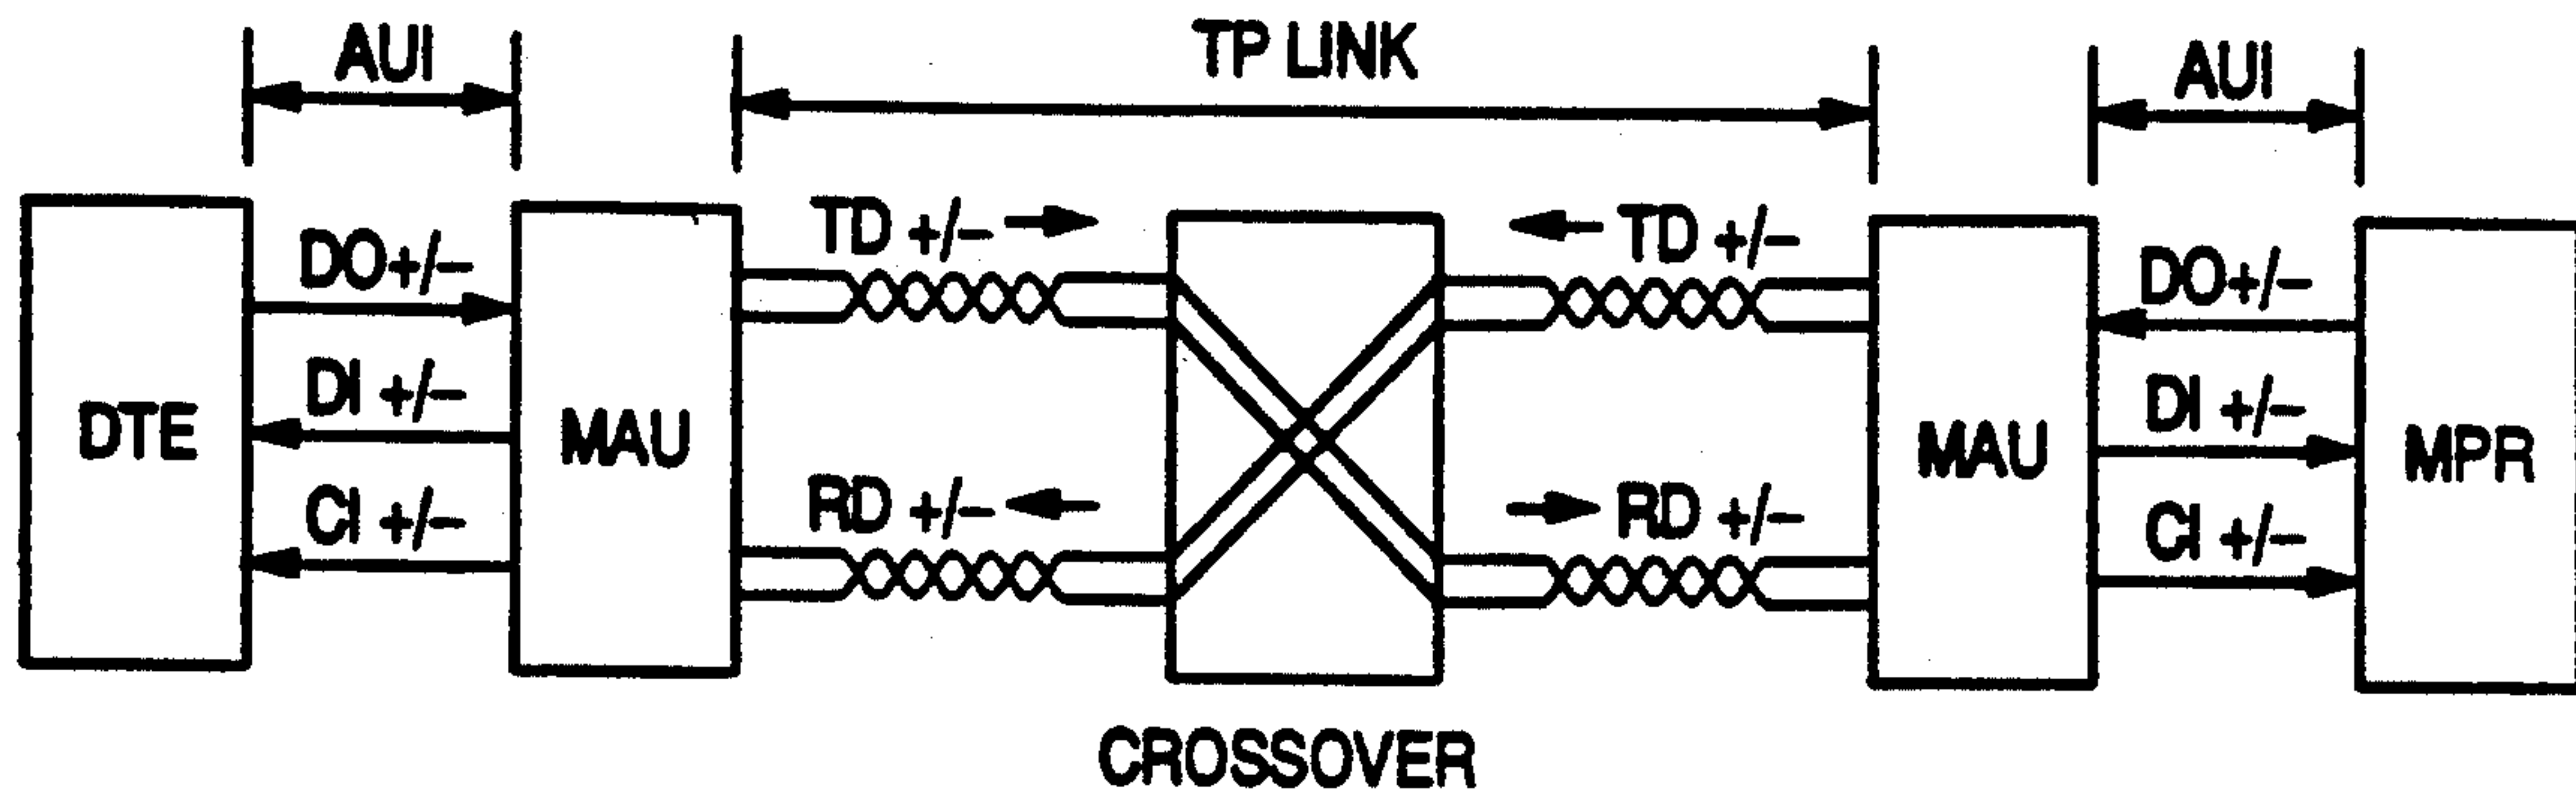 AUI
TP LINK
AUI
TD +/–
TD +/–
DO+/–
DO+/–
DI +/–
DI +/–
DTE
MAU
MAU
MPR
RD +/–
RD +/–
CI +/–
CI +/–
CROSSOVER